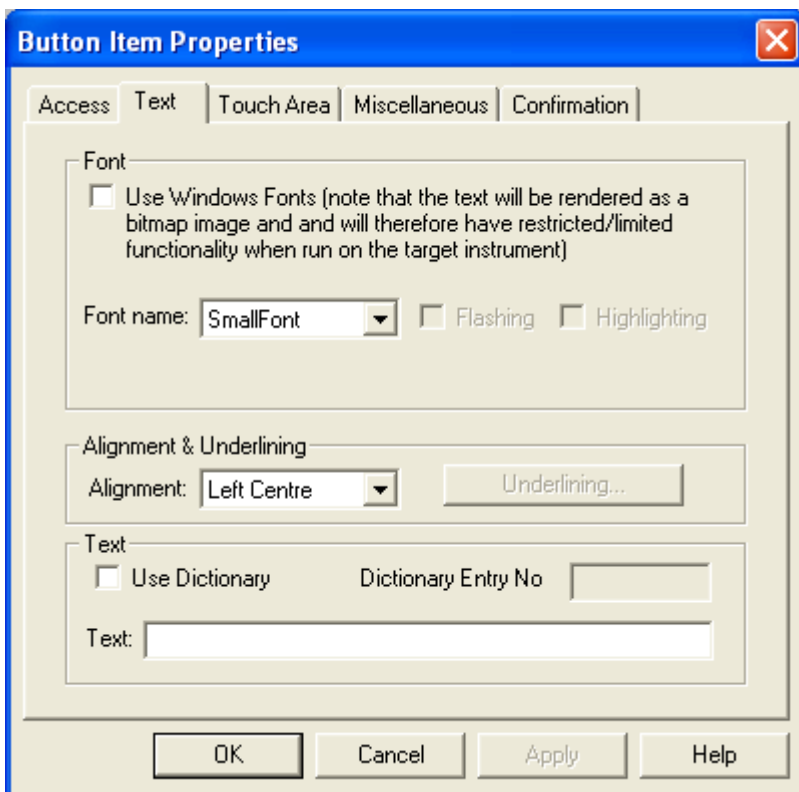 Button Item Properties
Access Text Touch Area Miscellaneous Confirmation
Font
Use Windows Fonts (note that the text will be rendered as a
bitmap image and and will therefore have restricted/limited
functionality when run on the target instrument)
Font name: SmallFont Flashing Highlighting
Alignment & Underlining
Alignment: Left Centre Underlining...
Text
Use Dictionary Dictionary Entry No
Text:
OK Cancel Apply Help